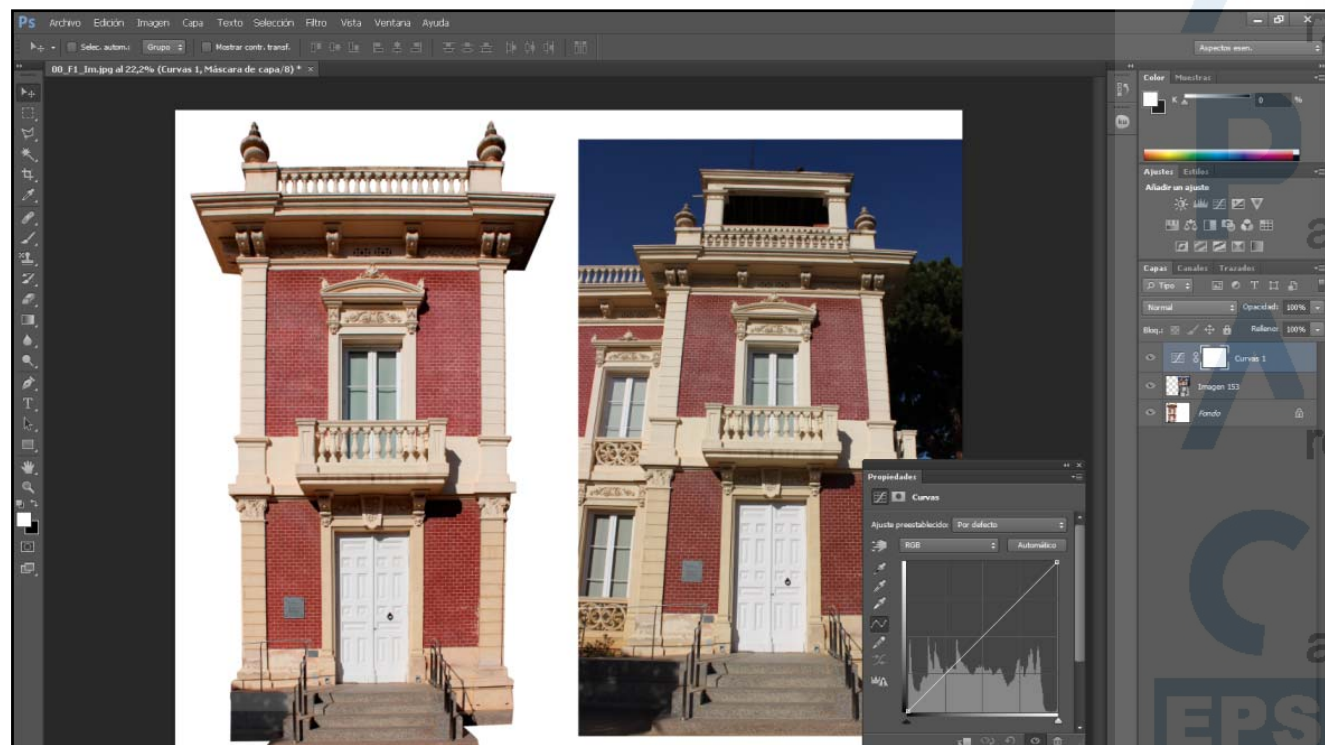 Ps Archivo Edición Imagen Capa Texto Selección Filtro Vista Ventana Ayuda
Selec. autom.: Grupo Mostrar contr. transf. Aspectos esen.
00_F1_Im.jpg al 22,2% (Curvas 1, Máscara de capa/8) * ×
Color Muestras
K 0 %
Ajustes Estilos
Añadir un ajuste
Capas Canales Trazados
Tipo
Normal Opacidad: 100%
Bloq.: Relleno: 100%
Curvas 1
Imagen 153
Fondo
Propiedades
Curvas
Ajuste preestablecido: Por defecto
RGB Automático
P
A
C
EPS